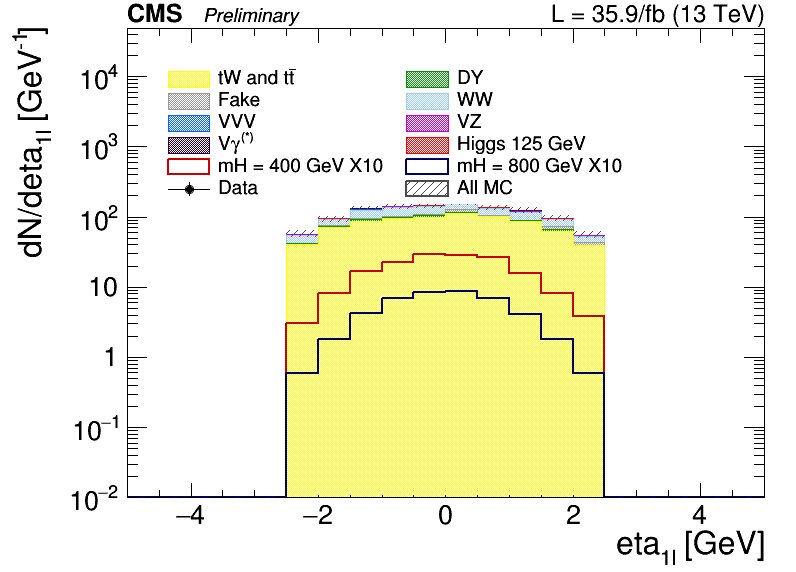 CMS Preliminary L = 35.9/fb (13 TeV)
dN/deta₁ₗ [GeV⁻¹]
10⁴
10³
10²
10
1
10⁻¹
10⁻²
tW and tt̄ DY
Fake WW
VVV VZ
Vγ⁽*⁾ Higgs 125 GeV
mH = 400 GeV X10 mH = 800 GeV X10
Data All MC
−4 −2 0 2 4
eta₁ₗ [GeV]